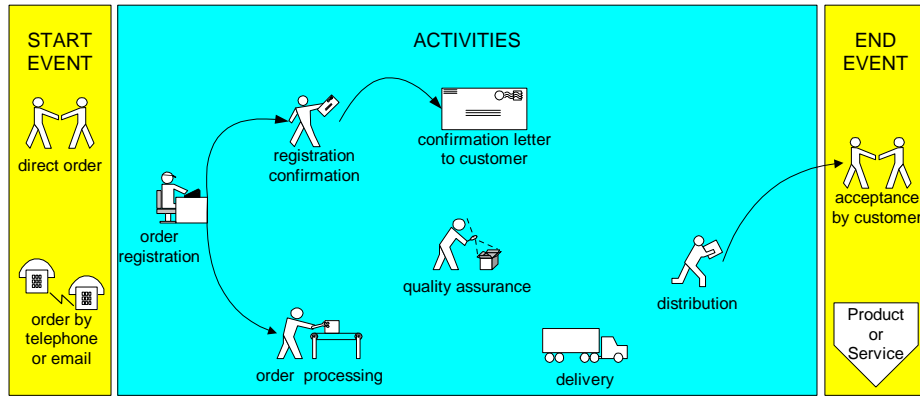 START
EVENT
direct order
order by
telephone
or email
ACTIVITIES
registration
confirmation
confirmation letter
to customer
order
registration
quality assurance
order processing
delivery
distribution
END
EVENT
acceptance
by customer
Product
or
Service